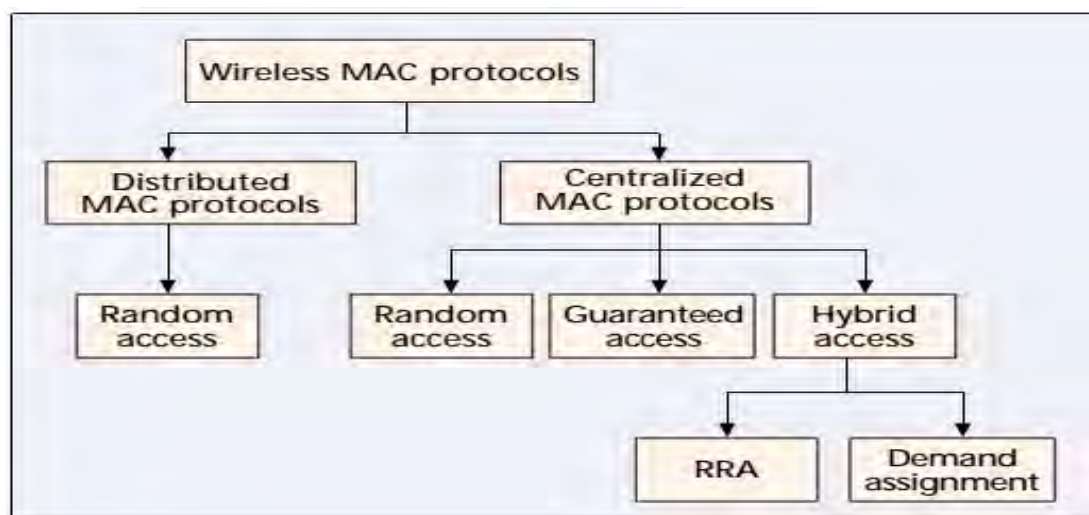 Wireless MAC protocols
Distributed
MAC protocols
Centralized
MAC protocols
Random
access
Random
access
Guaranteed
access
Hybrid
access
RRA
Demand
assignment